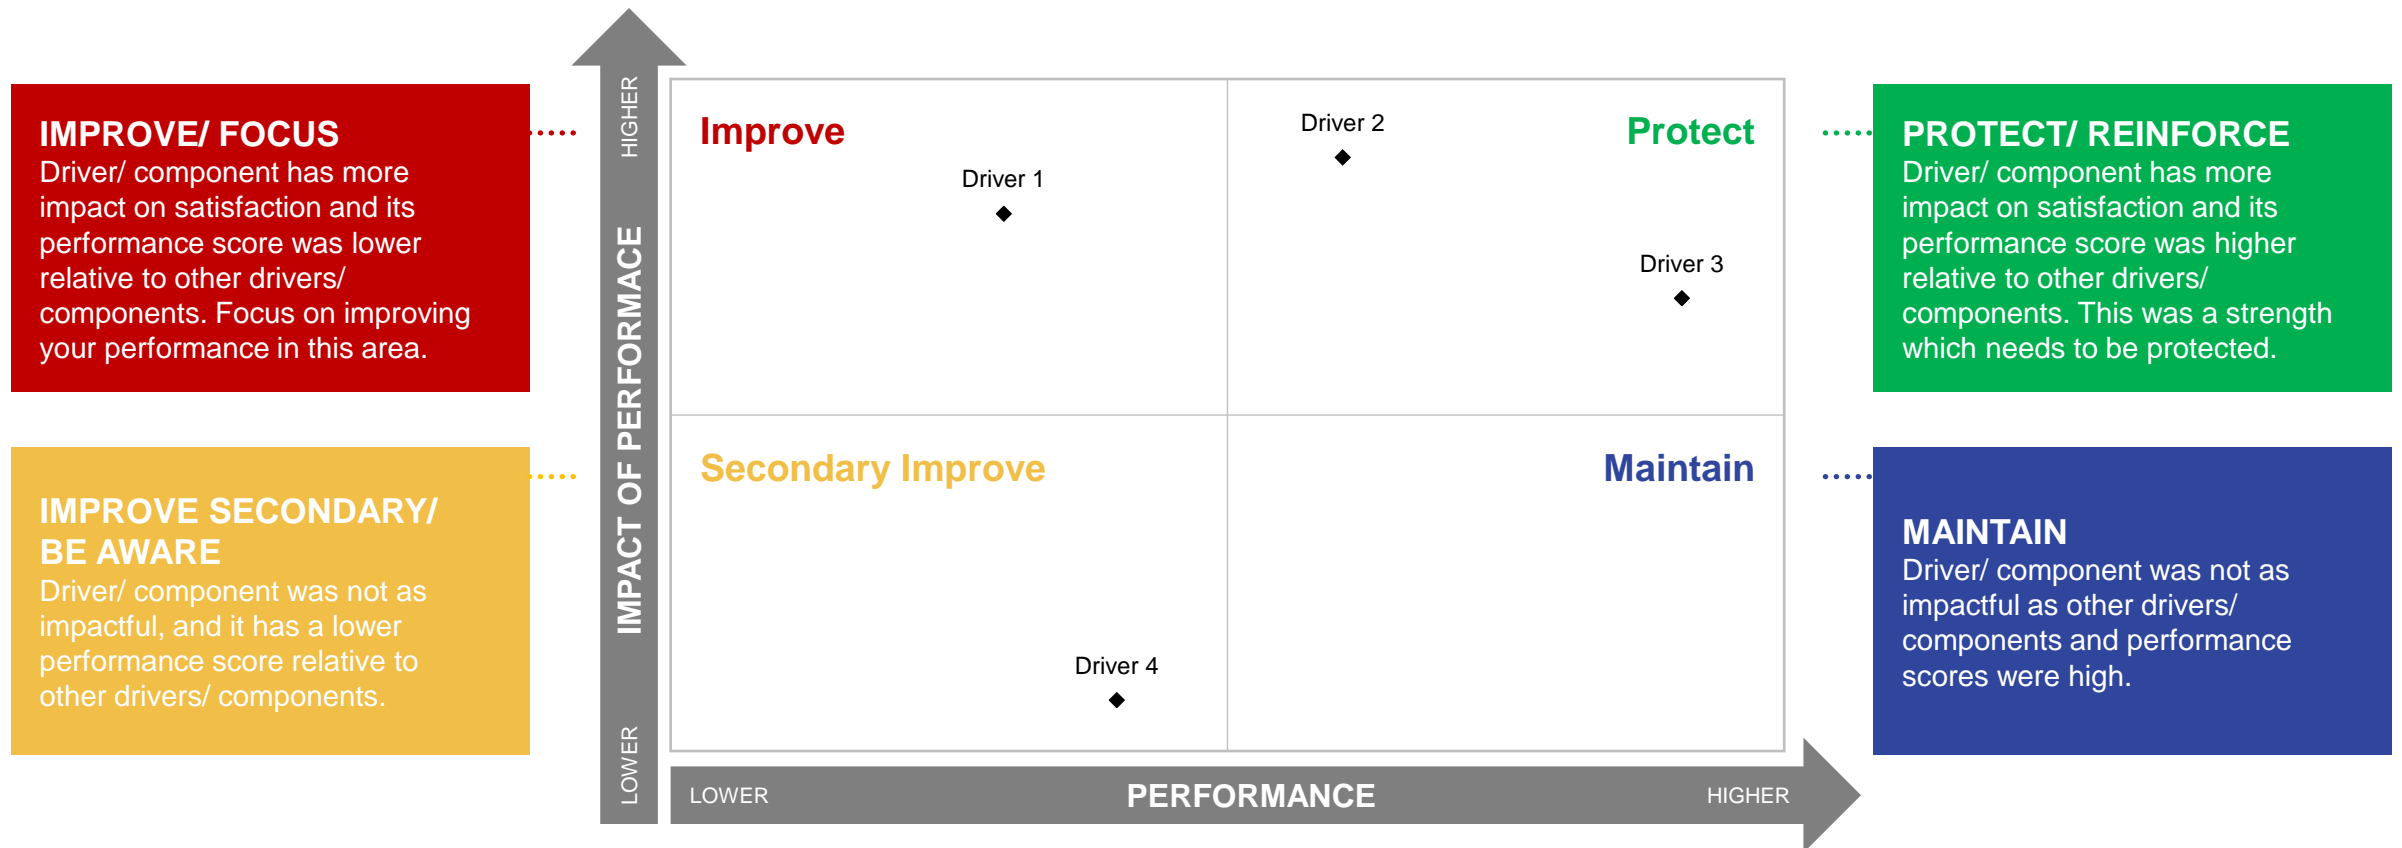 IMPROVE/ FOCUS
Driver/ component has more
impact on satisfaction and its
performance score was lower
relative to other drivers/
components. Focus on improving
your performance in this area.
IMPROVE SECONDARY/
BE AWARE
Driver/ component was not as
impactful, and it has a lower
performance score relative to
other drivers/ components.
HIGHER
IMPACT OF PERFORMACE
LOWER
Improve
Protect
Driver 1
Driver 2
Driver 3
Secondary Improve
Maintain
Driver 4
LOWER
PERFORMANCE
HIGHER
PROTECT/ REINFORCE
Driver/ component has more
impact on satisfaction and its
performance score was higher
relative to other drivers/
components. This was a strength
which needs to be protected.
MAINTAIN
Driver/ component was not as
impactful as other drivers/
components and performance
scores were high.